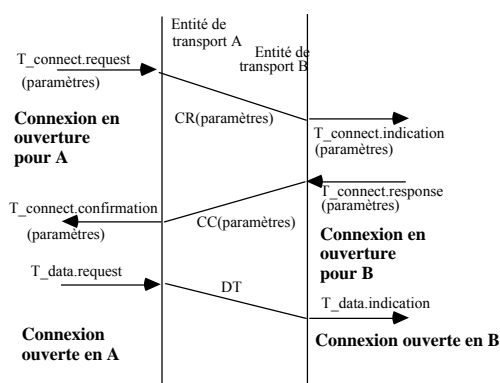 Entité de
transport A
Entité de
transport B
T_connect.request
(paramètres)
CR(paramètres)
Connexion en
ouverture
pour A
T_connect.indication
(paramètres)
T_connect.response
(paramètres)
T_connect.confirmation
(paramètres)
CC(paramètres)
Connexion en
ouverture
pour B
T_data.request
DT
T_data.indication
Connexion
ouverte en A
Connexion ouverte en B